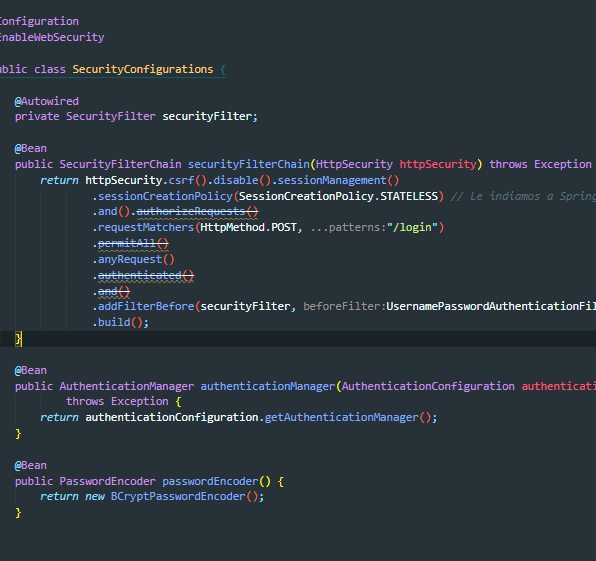 Configuration
EnableWebSecurity
ublic class SecurityConfigurations {
@Autowired
private SecurityFilter securityFilter;
@Bean
public SecurityFilterChain securityFilterChain(HttpSecurity httpSecurity) throws Exception
return httpSecurity.csrf().disable().sessionManagement()
.sessionCreationPolicy(SessionCreationPolicy.STATELESS) // Le indiamos a Spring
.and().authorizeRequests()
.requestMatchers(HttpMethod.POST, ...patterns:"/login")
.permitAll()
.anyRequest()
.authenticated()
.and()
.addFilterBefore(securityFilter, beforeFilter:UsernamePasswordAuthenticationFil
.build();
}
@Bean
public AuthenticationManager authenticationManager(AuthenticationConfiguration authenticati
throws Exception {
return authenticationConfiguration.getAuthenticationManager();
}
@Bean
public PasswordEncoder passwordEncoder() {
return new BCryptPasswordEncoder();
}